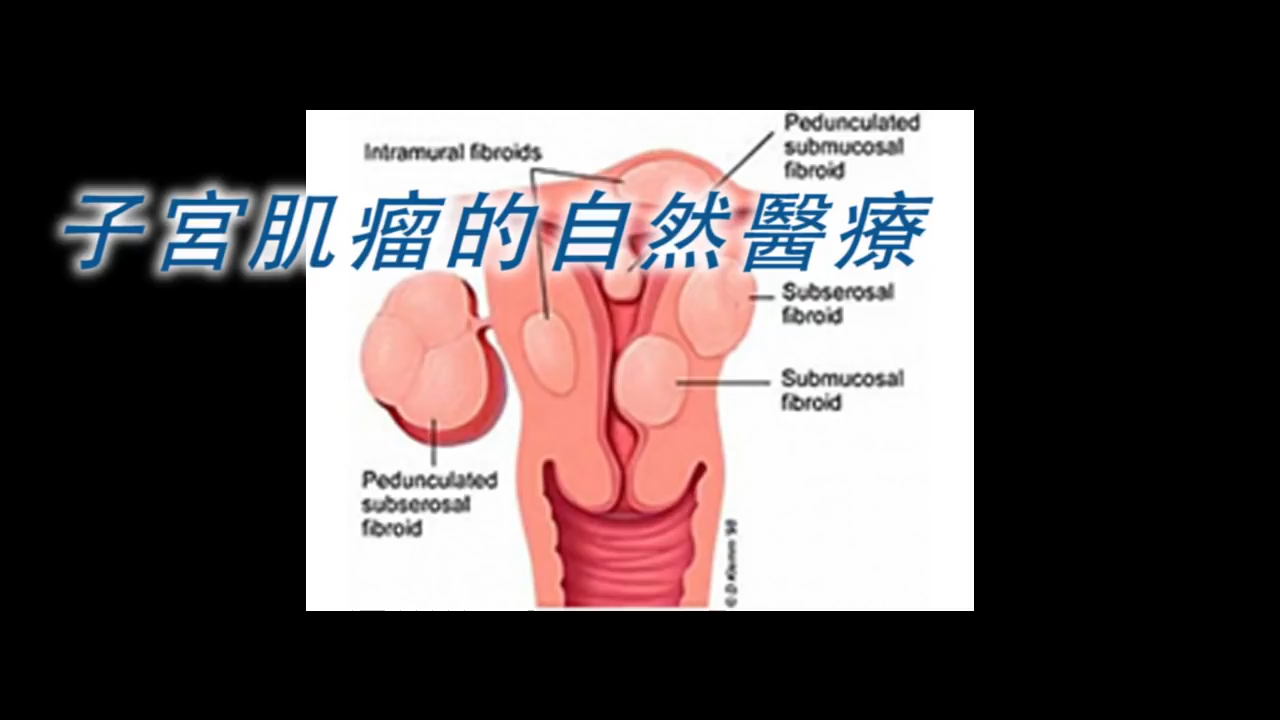 Pedunculated
submucosal
fibroid
Intramural fibroids
子宮肌瘤的自然醫療
Subserosal
fibroid
Submucosal
fibroid
Pedunculated
subserosal
fibroid